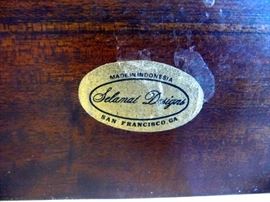 MADE IN INDONESIA
Selamat Designs
SAN FRANCISCO, CA